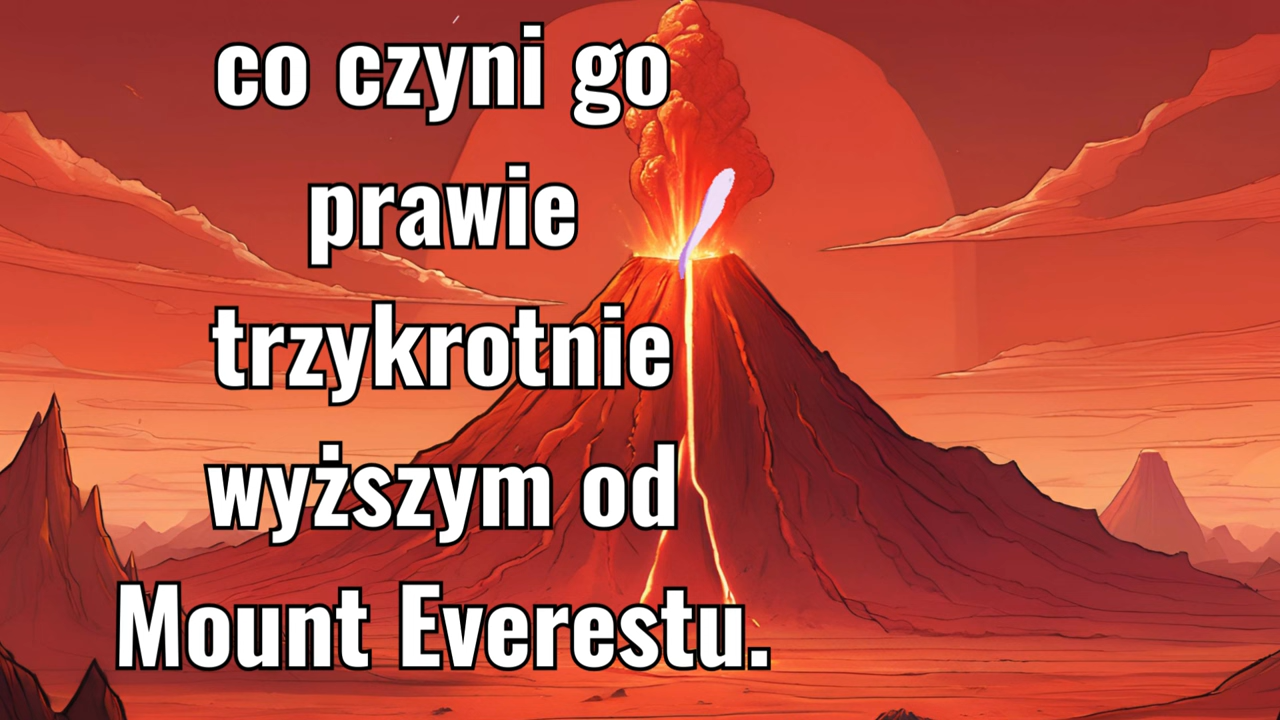 co czyni go
prawie
trzykrotnie
wyższym od
Mount Everestu.